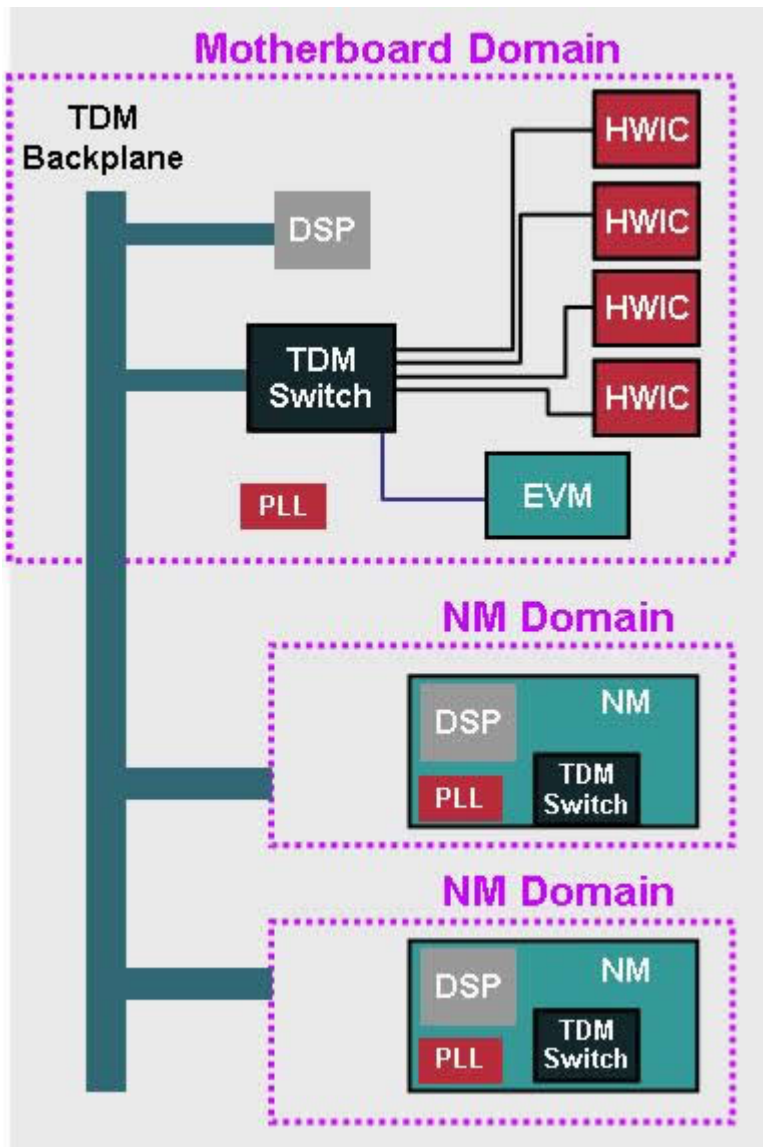 Motherboard Domain
TDM
Backplane
HWIC
DSP
HWIC
HWIC
TDM
Switch
HWIC
PLL
EVM
NM Domain
DSP
NM
PLL
TDM
Switch
NM Domain
DSP
NM
PLL
TDM
Switch